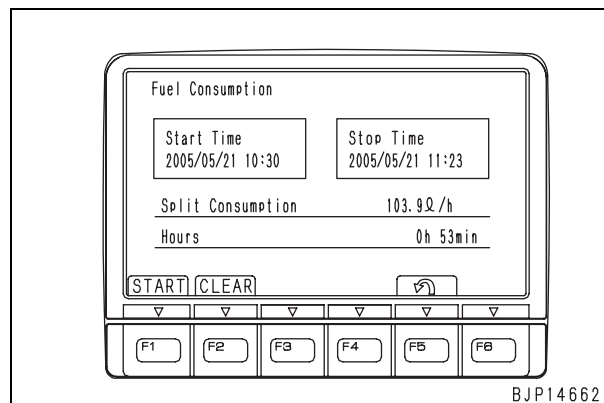 Fuel Consumption
Start Time
2005/05/21 10:30
Stop Time
2005/05/21 11:23
Split Consumption 103.9ℓ/h
Hours 0h 53min
START CLEAR
F1 F2 F3 F4 F5 F6
BJP14662